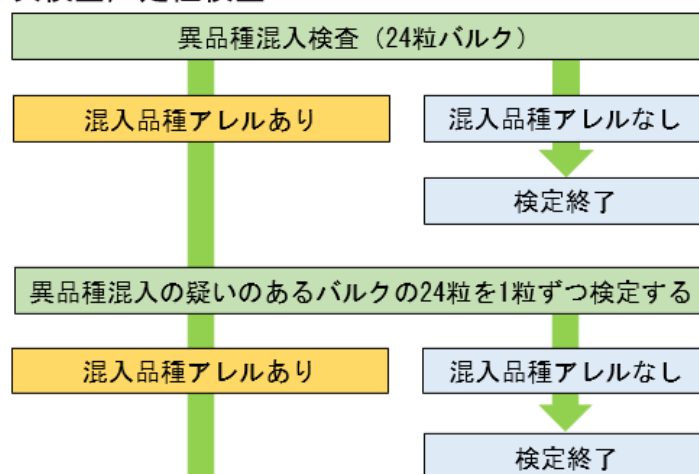 異品種混入検査(24粒バルク)
混入品種アレルあり
混入品種アレルなし
検定終了
異品種混入の疑いのあるバルクの24粒を1粒ずつ検定する
混入品種アレルあり
混入品種アレルなし
検定終了